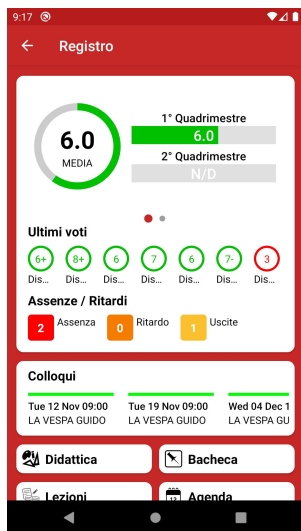 9:17
Registro
6.0
MEDIA
1° Quadrimestre
6.0
2° Quadrimestre
N/D
Ultimi voti
6+ 8+ 6 7 6 7- 3
Dis... Dis... Dis... Dis... Dis... Dis... Dis...
Assenze / Ritardi
2 Assenza 0 Ritardo 1 Uscite
Colloqui
Tue 12 Nov 09:00 Tue 19 Nov 09:00 Wed 04 Dec 1
LA VESPA GUIDO LA VESPA GUIDO LA VESPA GU
Didattica Bacheca
Lezioni Agenda